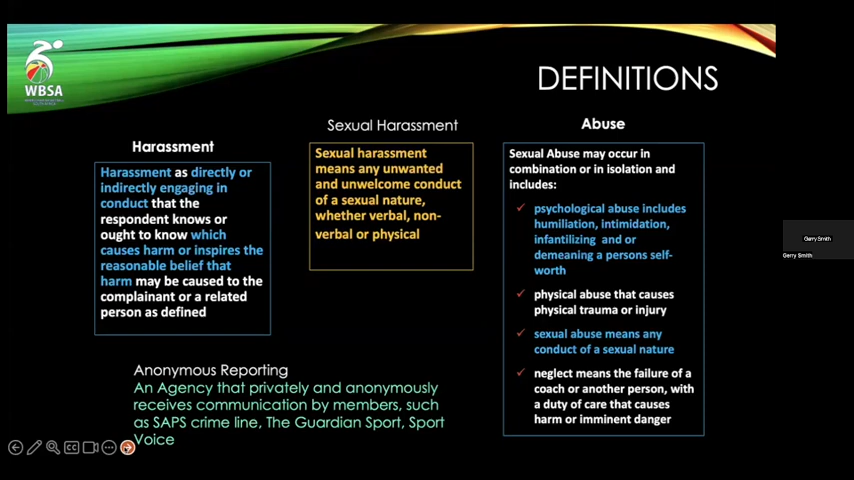 WBSA
DEFINITIONS
Harassment
Harassment as directly or
indirectly engaging in
conduct that the
respondent knows or
ought to know which
causes harm or inspires the
reasonable belief that
harm may be caused to the
complainant or a related
person as defined
Sexual Harassment
Sexual harassment
means any unwanted
and unwelcome conduct
of a sexual nature,
whether verbal, non-
verbal or physical
Abuse
Sexual Abuse may occur in
combination or in isolation and
includes:
psychological abuse includes
humiliation, intimidation,
infantilizing and or
demeaning a persons self-
worth
physical abuse that causes
physical trauma or injury
sexual abuse means any
conduct of a sexual nature
neglect means the failure of a
coach or another person, with
a duty of care that causes
harm or imminent danger
Anonymous Reporting
An Agency that privately and anonymously
receives communication by members, such
as SAPS crime line, The Guardian Sport, Sport
Voice
Gerry Smith
Gerry Smith